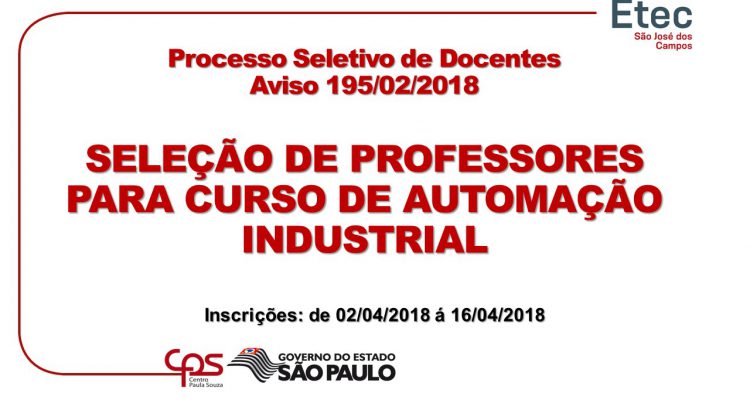 Etec
São José dos
Campos
Processo Seletivo de Docentes
Aviso 195/02/2018
SELEÇÃO DE PROFESSORES
PARA CURSO DE AUTOMAÇÃO
INDUSTRIAL
Inscrições: de 02/04/2018 á 16/04/2018
cps
Centro
Paula Souza
GOVERNO DO ESTADO
SÃO PAULO